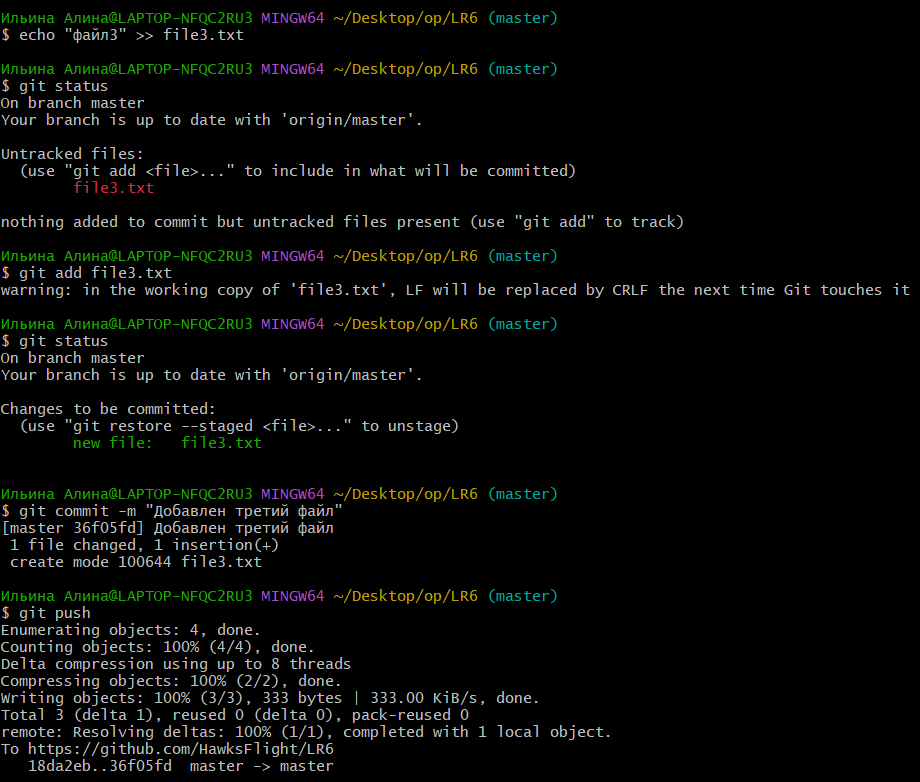 Ильина Алина@LAPTOP-NFQC2RU3 MINGW64 ~/Desktop/op/LR6 (master)
$ echo "файл3" >> file3.txt

Ильина Алина@LAPTOP-NFQC2RU3 MINGW64 ~/Desktop/op/LR6 (master)
$ git status
On branch master
Your branch is up to date with 'origin/master'.

Untracked files:
  (use "git add <file>..." to include in what will be committed)
        file3.txt

nothing added to commit but untracked files present (use "git add" to track)

Ильина Алина@LAPTOP-NFQC2RU3 MINGW64 ~/Desktop/op/LR6 (master)
$ git add file3.txt
warning: in the working copy of 'file3.txt', LF will be replaced by CRLF the next time Git touches it

Ильина Алина@LAPTOP-NFQC2RU3 MINGW64 ~/Desktop/op/LR6 (master)
$ git status
On branch master
Your branch is up to date with 'origin/master'.

Changes to be committed:
  (use "git restore --staged <file>..." to unstage)
        new file:   file3.txt


Ильина Алина@LAPTOP-NFQC2RU3 MINGW64 ~/Desktop/op/LR6 (master)
$ git commit -m "Добавлен третий файл"
[master 36f05fd] Добавлен третий файл
 1 file changed, 1 insertion(+)
 create mode 100644 file3.txt

Ильина Алина@LAPTOP-NFQC2RU3 MINGW64 ~/Desktop/op/LR6 (master)
$ git push
Enumerating objects: 4, done.
Counting objects: 100% (4/4), done.
Delta compression using up to 8 threads
Compressing objects: 100% (2/2), done.
Writing objects: 100% (3/3), 333 bytes | 333.00 KiB/s, done.
Total 3 (delta 1), reused 0 (delta 0), pack-reused 0
remote: Resolving deltas: 100% (1/1), completed with 1 local object.
To https://github.com/HawksFlight/LR6
   18da2eb..36f05fd  master -> master